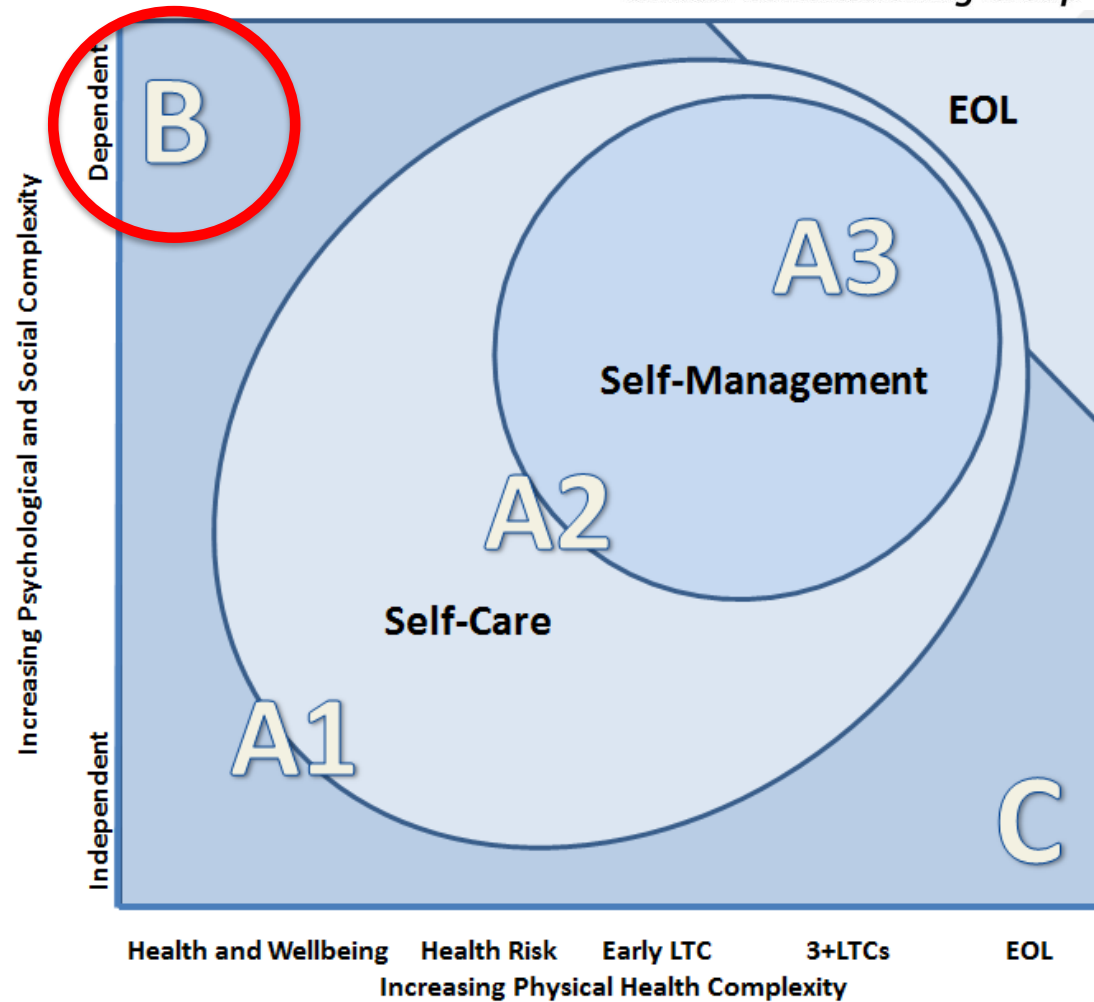 Dependent
B
EOL
A3
Self-Management
Increasing Psychological and Social Complexity
A2
Self-Care
A1
Independent
C
Health and Wellbeing Health Risk Early LTC 3+LTCs EOL
Increasing Physical Health Complexity